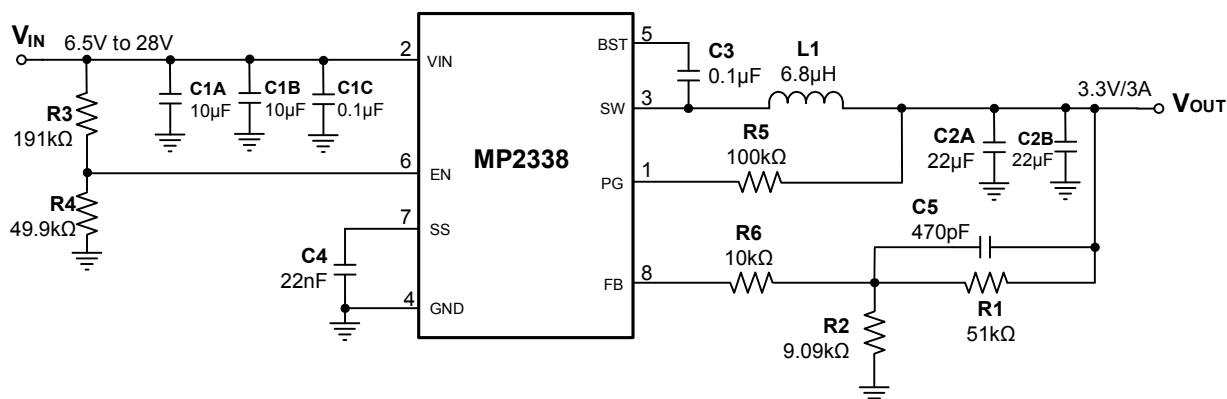 VIN
6.5V to 28V
R3
191kΩ
C1A
10µF
C1B
10µF
C1C
0.1µF
2
VIN
6
EN
R4
49.9kΩ
7
SS
C4
22nF
4
GND
MP2338
BST
5
C3
0.1µF
L1
6.8µH
SW
3
3.3V/3A
VOUT
R5
100kΩ
PG
1
C2A
22µF
C2B
22µF
C5
470pF
R6
10kΩ
FB
8
R1
51kΩ
R2
9.09kΩ